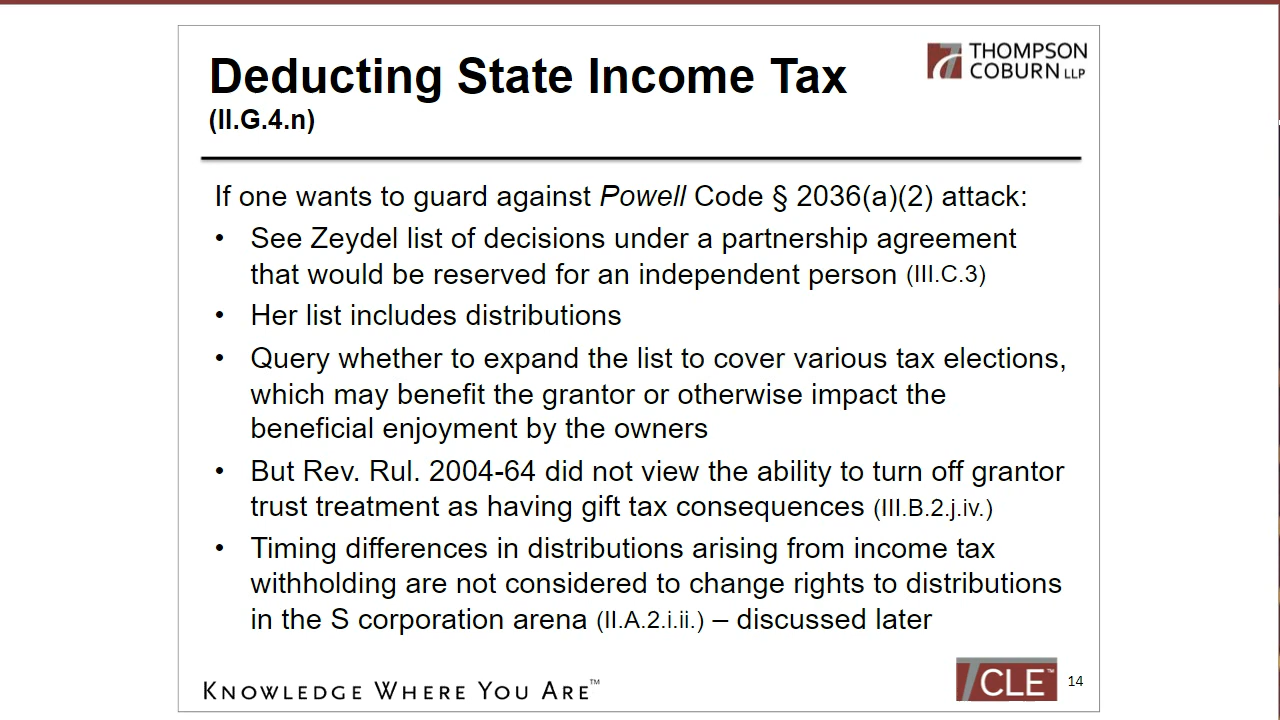 Deducting State Income Tax
(II.G.4.n)
THOMPSON
COBURN LLP
If one wants to guard against Powell Code § 2036(a)(2) attack:
• See Zeydel list of decisions under a partnership agreement
that would be reserved for an independent person (III.C.3)
• Her list includes distributions
• Query whether to expand the list to cover various tax elections,
which may benefit the grantor or otherwise impact the
beneficial enjoyment by the owners
• But Rev. Rul. 2004-64 did not view the ability to turn off grantor
trust treatment as having gift tax consequences (III.B.2.j.iv.)
• Timing differences in distributions arising from income tax
withholding are not considered to change rights to distributions
in the S corporation arena (II.A.2.i.ii.) – discussed later
KNOWLEDGE WHERE YOU ARE™
CLE™ 14